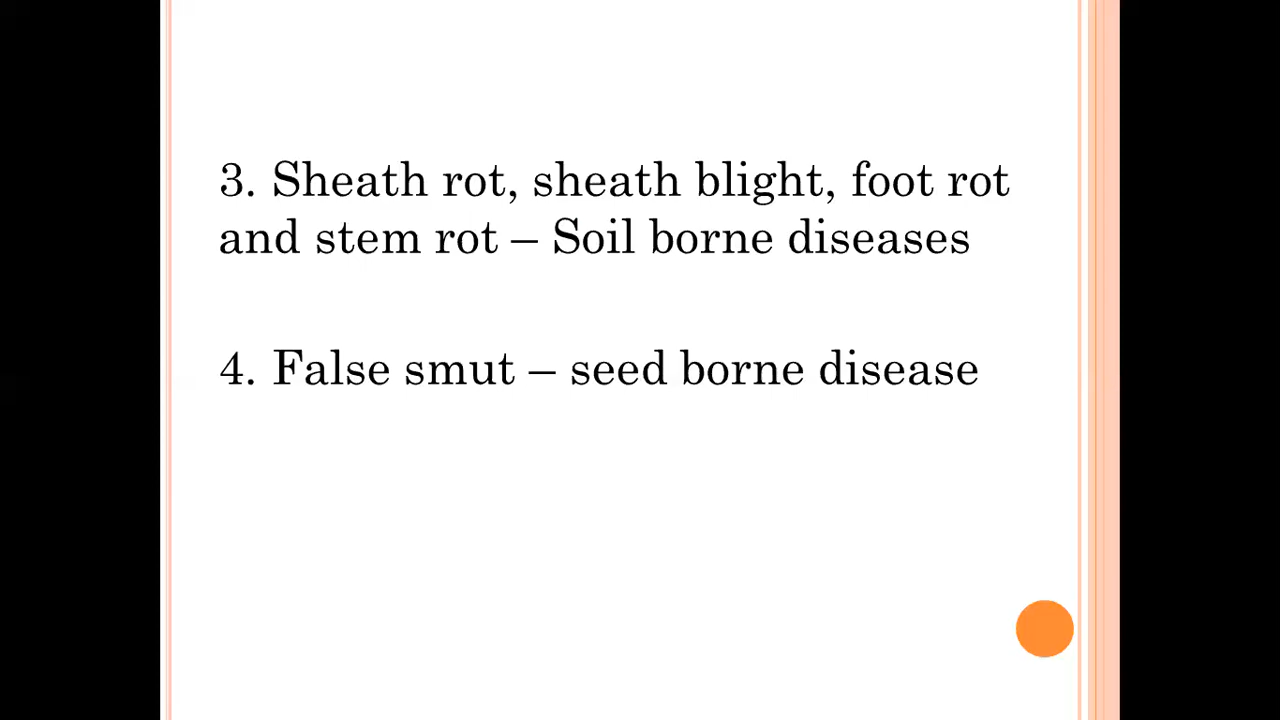 3. Sheath rot, sheath blight, foot rot
and stem rot – Soil borne diseases
4. False smut – seed borne disease